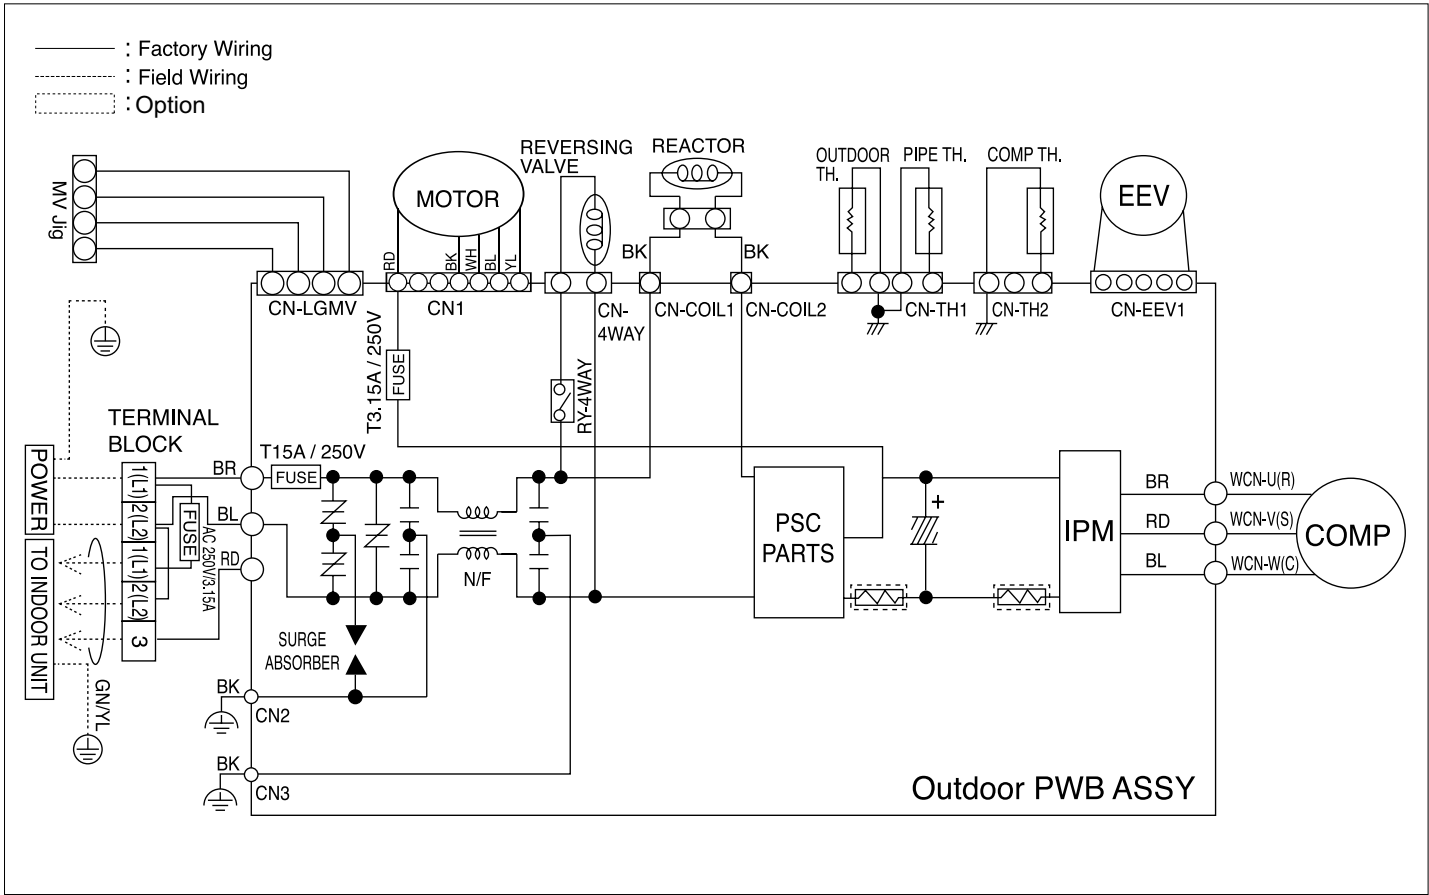 : Factory Wiring
: Field Wiring
: Option
REVERSING
VALVE
REACTOR
OUTDOOR
TH.
PIPE TH.
COMP TH.
EEV
MOTOR
MV Jig
RD
BK
WH
BL
YL
BK
BK
CN-LGMV
CN1
CN-
4WAY
CN-COIL1
CN-COIL2
CN-TH1
CN-TH2
CN-EEV1
T3.15A / 250V
FUSE
RY-4WAY
TERMINAL
BLOCK
T15A / 250V
FUSE
POWER
TO INDOOR UNIT
1(L1)
2(L2)
1(L1)
2(L2)
3
FUSE
AC 250V/3.15A
BR
BL
RD
N/F
+
PSC
PARTS
IPM
BR
RD
BL
WCN-U(R)
WCN-V(S)
WCN-W(C)
COMP
SURGE
ABSORBER
GN/YL
BK
CN2
BK
CN3
Outdoor PWB ASSY